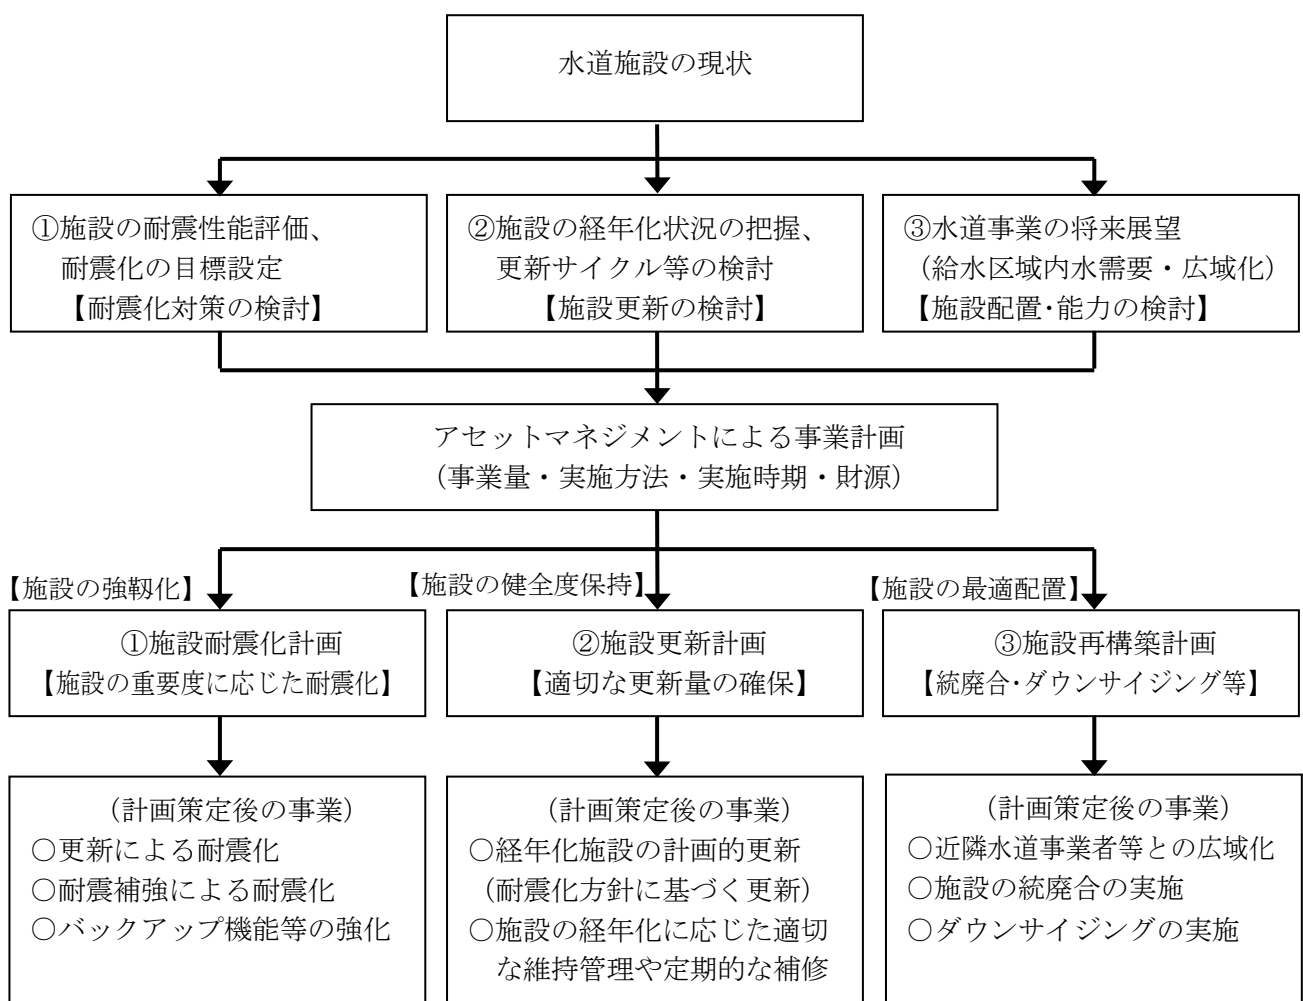 水道施設の現状
①施設の耐震性能評価、
耐震化の目標設定
【耐震化対策の検討】
②施設の経年化状況の把握、
更新サイクル等の検討
【施設更新の検討】
③水道事業の将来展望
（給水区域内水需要・広域化）
【施設配置・能力の検討】
アセットマネジメントによる事業計画
（事業量・実施方法・実施時期・財源）
【施設の強靱化】
【施設の健全度保持】
【施設の最適配置】
①施設耐震化計画
【施設の重要度に応じた耐震化】
②施設更新計画
【適切な更新量の確保】
③施設再構築計画
【統廃合・ダウンサイジング等】
（計画策定後の事業）
○更新による耐震化
○耐震補強による耐震化
○バックアップ機能等の強化
（計画策定後の事業）
○経年化施設の計画的更新
（耐震化方針に基づく更新）
○施設の経年化に応じた適切
な維持管理や定期的な補修
（計画策定後の事業）
○近隣水道事業者等との広域化
○施設の統廃合の実施
○ダウンサイジングの実施